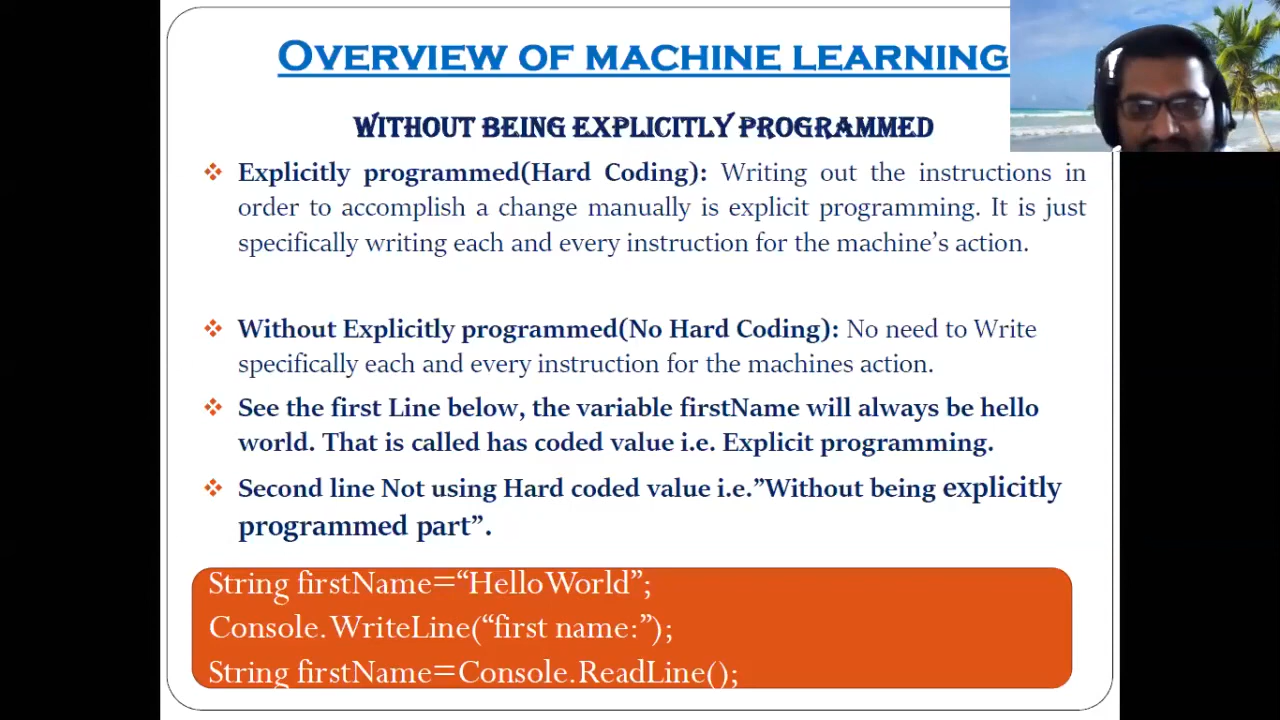 OVERVIEW OF MACHINE LEARNING
WITHOUT BEING EXPLICITLY PROGRAMMED
Explicitly programmed(Hard Coding): Writing out the instructions in
order to accomplish a change manually is explicit programming. It is just
specifically writing each and every instruction for the machine's action.
Without Explicitly programmed(No Hard Coding): No need to Write
specifically each and every instruction for the machines action.
See the first Line below, the variable firstName will always be hello
world. That is called has coded value i.e. Explicit programming.
Second line Not using Hard coded value i.e.”Without being explicitly
programmed part”.
String firstName=“HelloWorld”;
Console.WriteLine(“first name:”);
String firstName=Console.ReadLine();